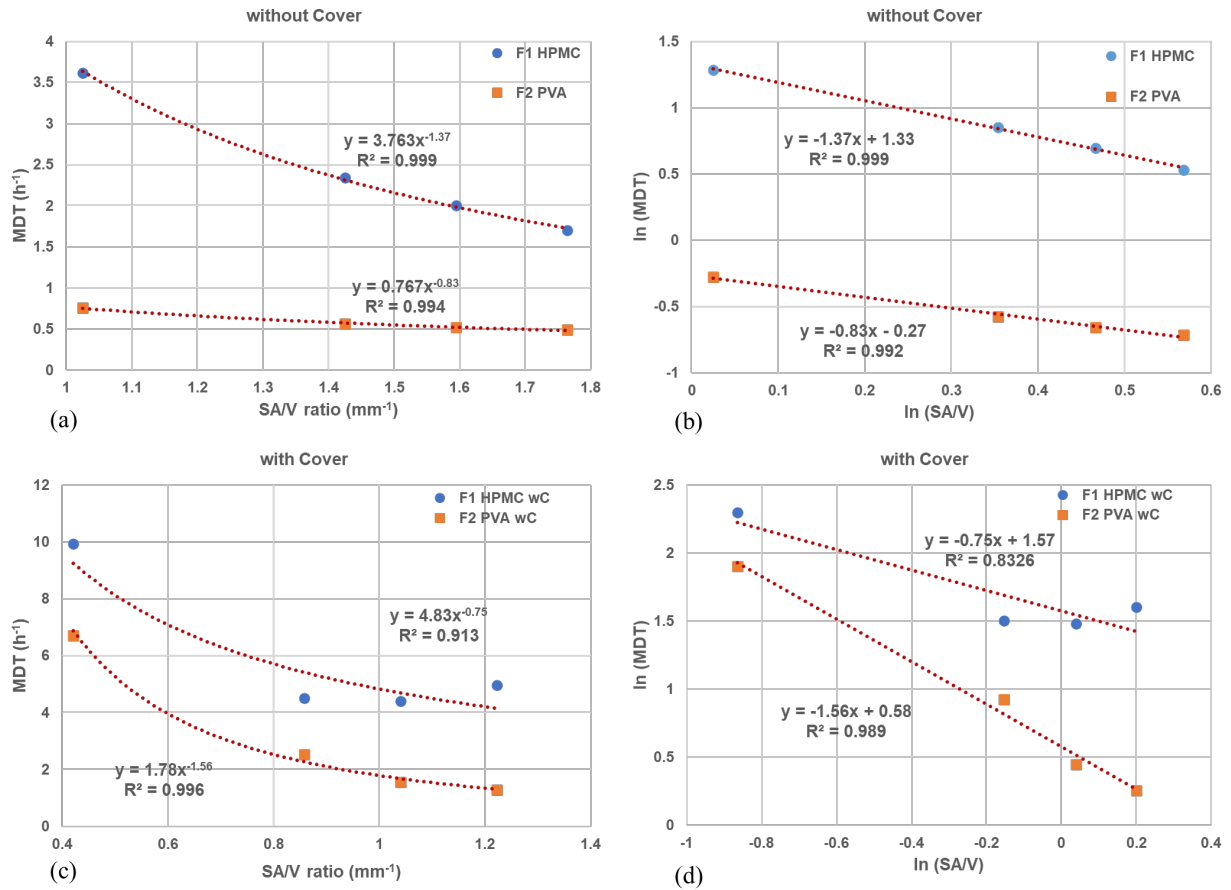 without Cover
4
3.5
3
2.5
2
1.5
1
0.5
0
MDT (h⁻¹)
F1 HPMC
F2 PVA
y = 3.763x⁻¹·³⁷
R² = 0.999
y = 0.767x⁻⁰·⁸³
R² = 0.994
1 1.1 1.2 1.3 1.4 1.5 1.6 1.7 1.8
SA/V ratio (mm⁻¹)
(a)
without Cover
1.5
1
0.5
0
-0.5
-1
ln (MDT)
F1 HPMC
F2 PVA
y = -1.37x + 1.33
R² = 0.999
y = -0.83x - 0.27
R² = 0.992
0 0.1 0.2 0.3 0.4 0.5 0.6
ln (SA/V)
(b)
with Cover
12
10
8
6
4
2
0
MDT (h⁻¹)
F1 HPMC wC
F2 PVA wC
y = 4.83x⁻⁰·⁷⁵
R² = 0.913
y = 1.78x⁻¹·⁵⁶
R² = 0.996
0.4 0.6 0.8 1 1.2 1.4
SA/V ratio (mm⁻¹)
(c)
with Cover
2.5
2
1.5
1
0.5
0
ln (MDT)
F1 HPMC wC
F2 PVA wC
y = -0.75x + 1.57
R² = 0.8326
y = -1.56x + 0.58
R² = 0.989
-1 -0.8 -0.6 -0.4 -0.2 0 0.2 0.4
ln (SA/V)
(d)